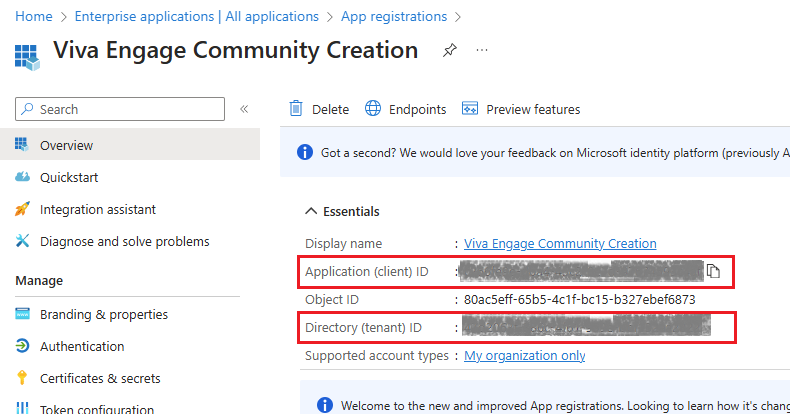 Home > Enterprise applications | All applications > App registrations >
Viva Engage Community Creation
Search
Delete Endpoints Preview features
Overview
Got a second? We would love your feedback on Microsoft identity platform (previously A
Quickstart
Integration assistant
Diagnose and solve problems
Manage
Branding & properties
Authentication
Certificates & secrets
Token configuration
Essentials
Display name : Viva Engage Community Creation
Application (client) ID :
Object ID : 80ac5eff-65b5-4c1f-bc15-b327ebef6873
Directory (tenant) ID :
Supported account types : My organization only
Welcome to the new and improved App registrations. Looking to learn how it's chang